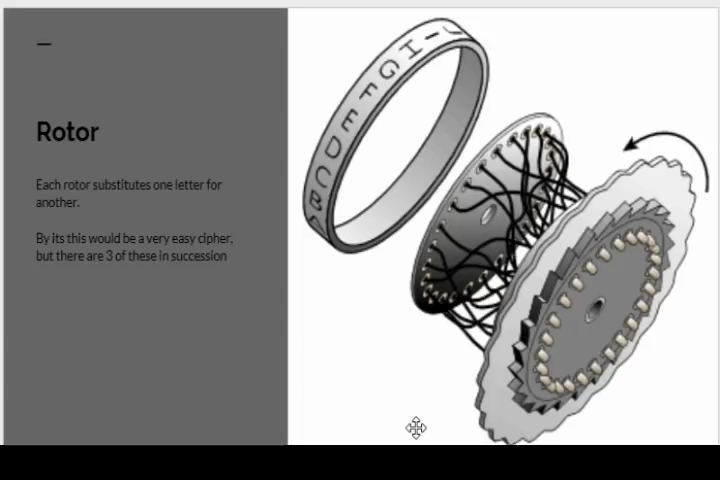 Rotor
Each rotor substitutes one letter for
another.
By its this would be a very easy cipher,
but there are 3 of these in succession
A B C D E F G H I J